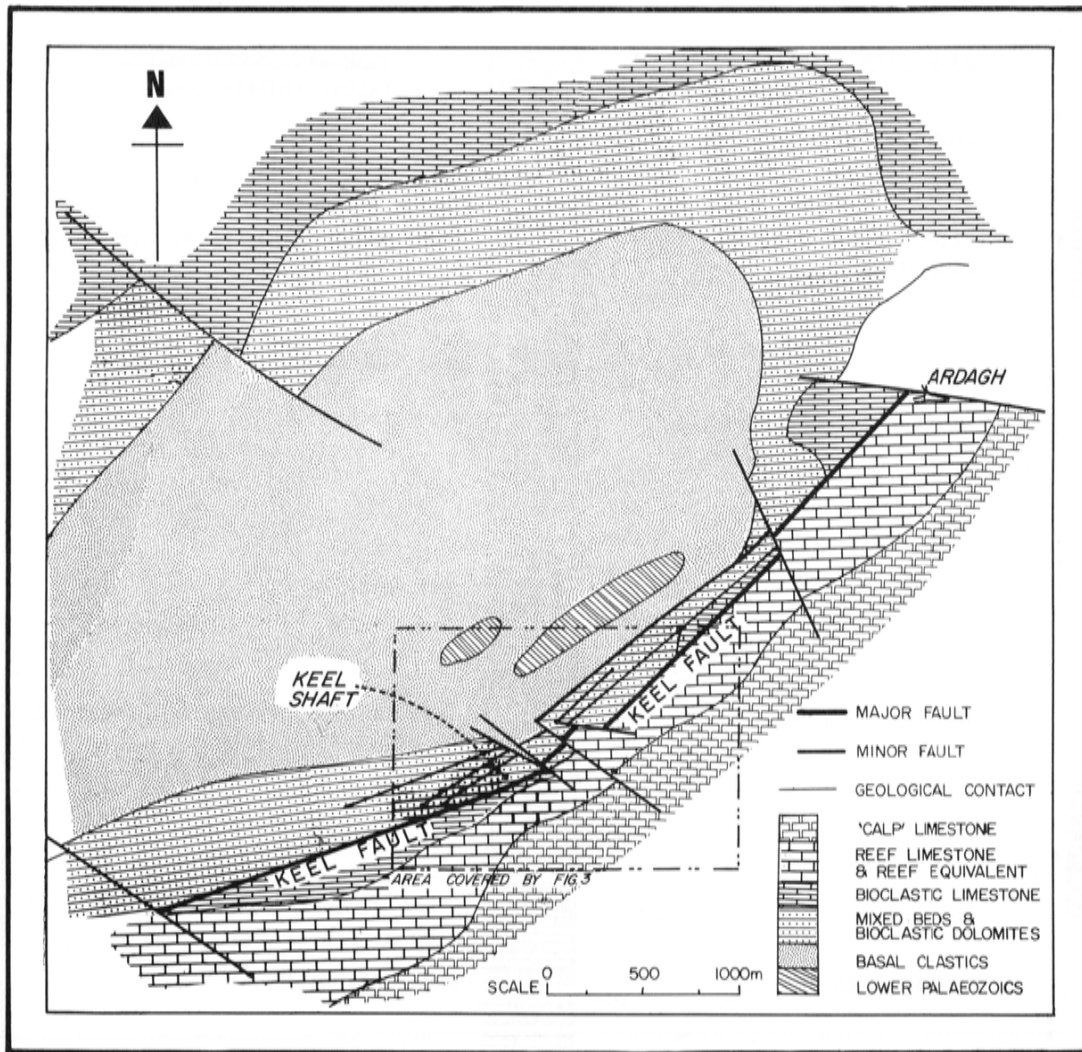 N
ARDAGH
KEEL
SHAFT
KEEL FAULT
KEEL FAULT
AREA COVERED BY FIG.3
MAJOR FAULT
MINOR FAULT
GEOLOGICAL CONTACT
'CALP' LIMESTONE
REEF LIMESTONE
& REEF EQUIVALENT
BIOCLASTIC LIMESTONE
MIXED BEDS &
BIOCLASTIC DOLOMITES
BASAL CLASTICS
LOWER PALAEOZOICS
SCALE 0 500 1000m